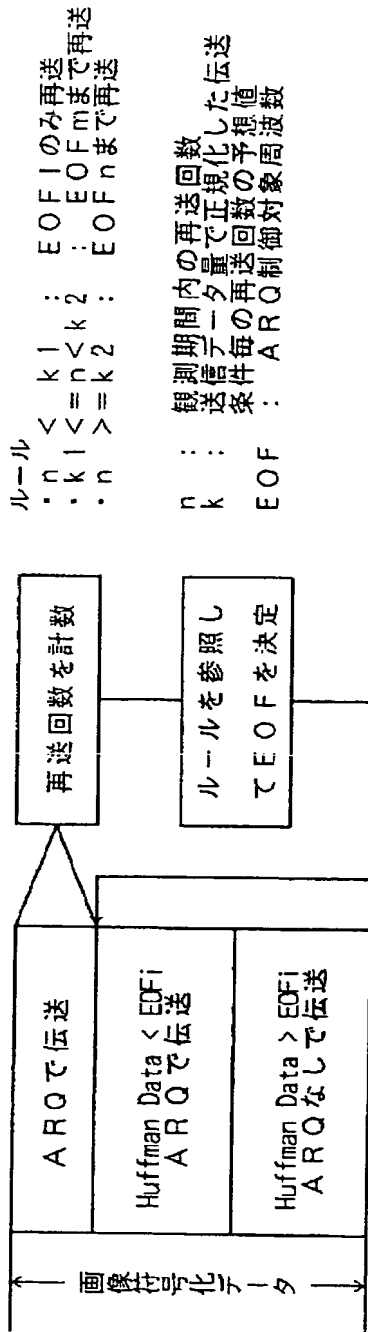 画像符号化データ
ARQで伝送
Huffman Data < EOFi
ARQで伝送
Huffman Data > EOFi
ARQなしで伝送
再送回数を計数
ルールを参照し
てEOFを決定
ルール
・n < k1 : EOF1のみ再送
・k1<=n<k2 : EOFmまで再送
・n >=k2 : EOFnまで再送
n : 観測期間内の再送回数
k : 送信データ量で正規化した伝送
条件毎の再送回数の予想値
EOF : ARQ制御対象周波数